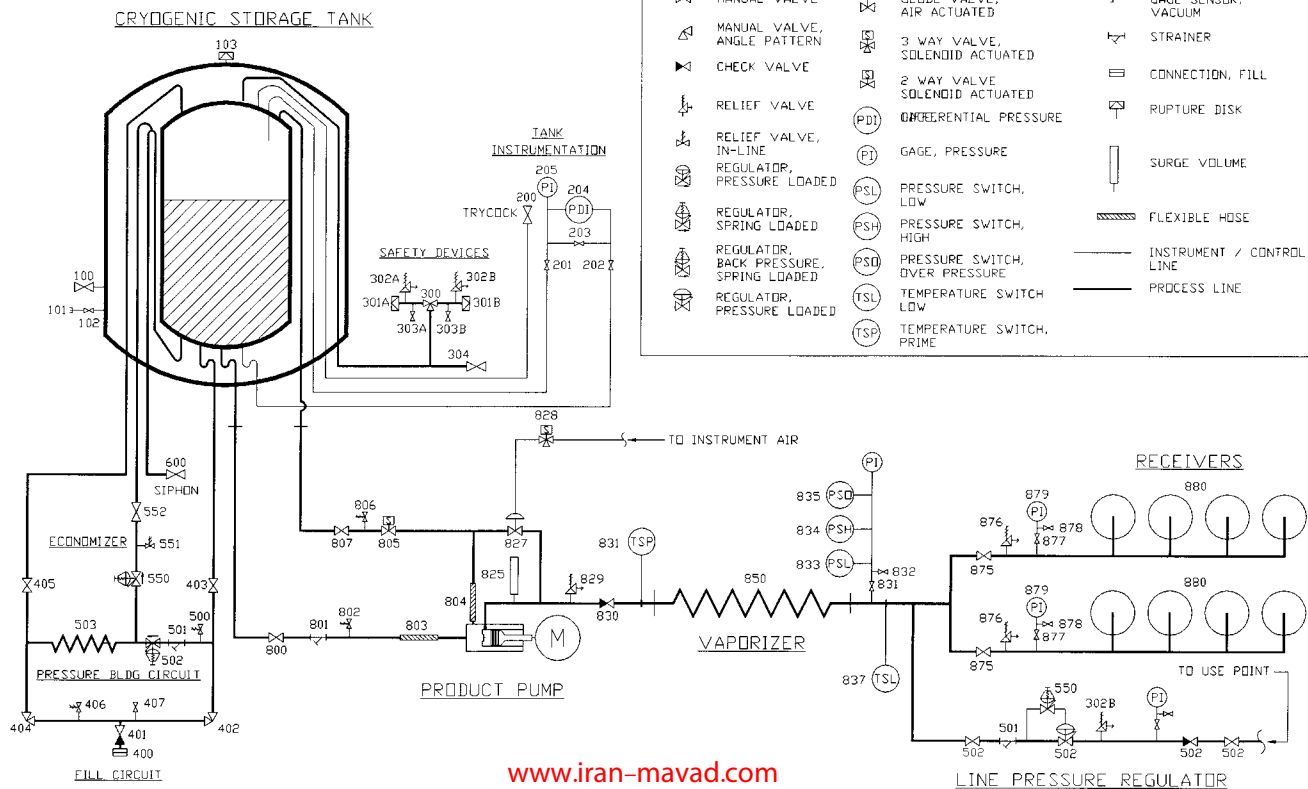 CRYOGENIC STORAGE TANK
103
MANUAL VALVE
MANUAL VALVE,
ANGLE PATTERN
CHECK VALVE
RELIEF VALVE
RELIEF VALVE,
IN-LINE
REGULATOR,
PRESSURE LOADED
REGULATOR,
SPRING LOADED
REGULATOR,
BACK PRESSURE,
SPRING LOADED
REGULATOR,
PRESSURE LOADED
GLOBE VALVE,
AIR ACTUATED
S
3 WAY VALVE,
SOLENOID ACTUATED
S
2 WAY VALVE
SOLENOID ACTUATED
PDI
DIFFERENTIAL PRESSURE
PI
GAGE, PRESSURE
PSL
PRESSURE SWITCH,
LOW
PSH
PRESSURE SWITCH,
HIGH
PSO
PRESSURE SWITCH,
OVER PRESSURE
TSL
TEMPERATURE SWITCH
LOW
TSP
TEMPERATURE SWITCH,
PRIME
GAGE SENSOR,
VACUUM
STRAINER
CONNECTION, FILL
RUPTURE DISK
SURGE VOLUME
FLEXIBLE HOSE
INSTRUMENT / CONTROL
LINE
PROCESS LINE
TANK
INSTRUMENTATION
205
PI
204
PDI
200
TRYCOCK
203
201
202
SAFETY DEVICES
302A
302B
300
301A
301B
303A
303B
304
100
101
102
828
S
TO INSTRUMENT AIR
600
SIPHON
552
ECONOMIZER
551
550
405
403
503
501
500
502
PRESSURE BLDG CIRCUIT
406
407
404
402
401
400
FILL CIRCUIT
806
S
807
805
827
825
804
802
801
803
800
M
PRODUCT PUMP
829
830
831
TSP
850
VAPORIZER
PI
835
PSO
834
PSH
833
PSL
832
831
837
TSL
RECEIVERS
879
880
PI
876
878
877
875
879
880
PI
876
878
877
875
TO USE POINT
550
302B
PI
501
502
502
502
502
LINE PRESSURE REGULATOR
www.iran-mavad.com